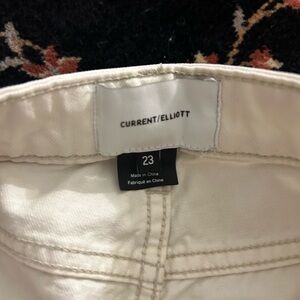 CURRENT/ELLIOTT
23
Made in China
Fabriqué en Chine